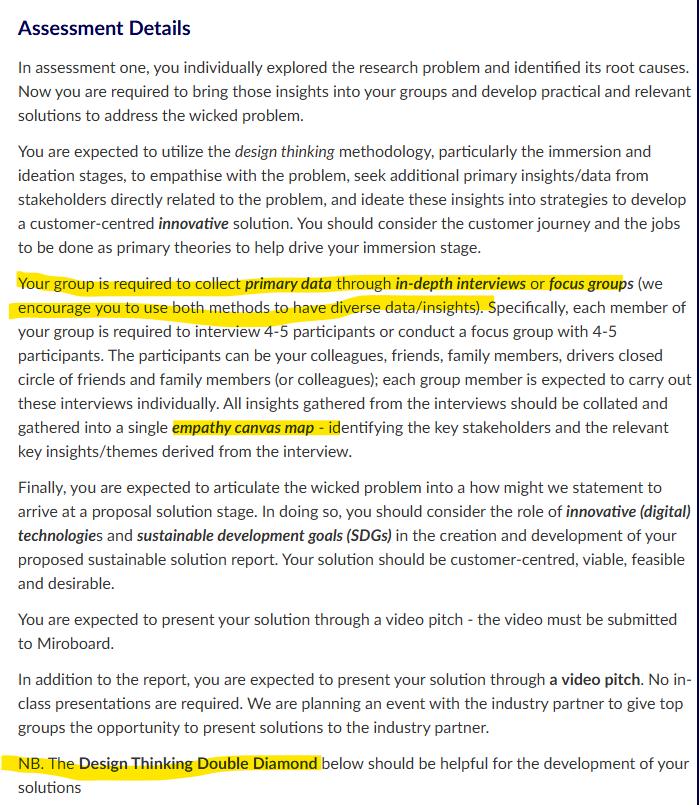 Assessment Details
In assessment one, you individually explored the research problem and identified its root causes.
Now you are required to bring those insights into your groups and develop practical and relevant
solutions to address the wicked problem.
You are expected to utilize the design thinking methodology, particularly the immersion and
ideation stages, to empathise with the problem, seek additional primary insights/data from
stakeholders directly related to the problem, and ideate these insights into strategies to develop
a customer-centred innovative solution. You should consider the customer journey and the jobs
to be done as primary theories to help drive your immersion stage.
Your group is required to collect primary data through in-depth interviews or focus groups (we
encourage you to use both methods to have diverse data/insights). Specifically, each member of
your group is required to interview 4-5 participants or conduct a focus group with 4-5
participants. The participants can be your colleagues, friends, family members, drivers closed
circle of friends and family members (or colleagues); each group member is expected to carry out
these interviews individually. All insights gathered from the interviews should be collated and
gathered into a single empathy canvas map - identifying the key stakeholders and the relevant
key insights/themes derived from the interview.
Finally, you are expected to articulate the wicked problem into a how might we statement to
arrive at a proposal solution stage. In doing so, you should consider the role of innovative (digital)
technologies and sustainable development goals (SDGs) in the creation and development of your
proposed sustainable solution report. Your solution should be customer-centred, viable, feasible
and desirable.
You are expected to present your solution through a video pitch - the video must be submitted
to Miroboard.
In addition to the report, you are expected to present your solution through a video pitch. No in-
class presentations are required. We are planning an event with the industry partner to give top
groups the opportunity to present solutions to the industry partner.
NB. The Design Thinking Double Diamond below should be helpful for the development of your
solutions